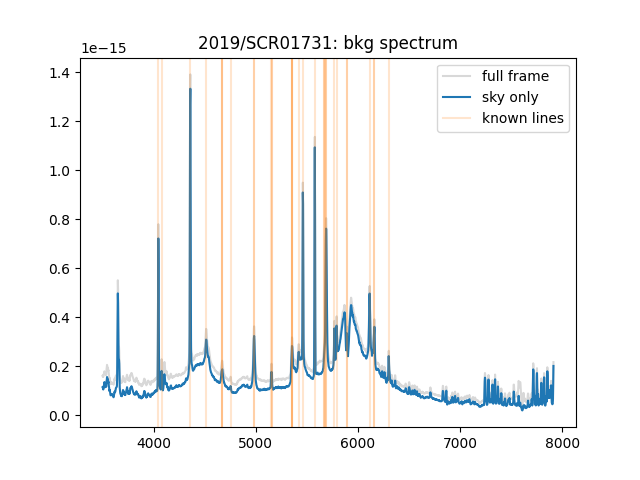 2019/SCR01731: bkg spectrum
1e−15
full frame
sky only
known lines
1.4
1.2
1.0
0.8
0.6
0.4
0.2
0.0
4000 5000 6000 7000 8000